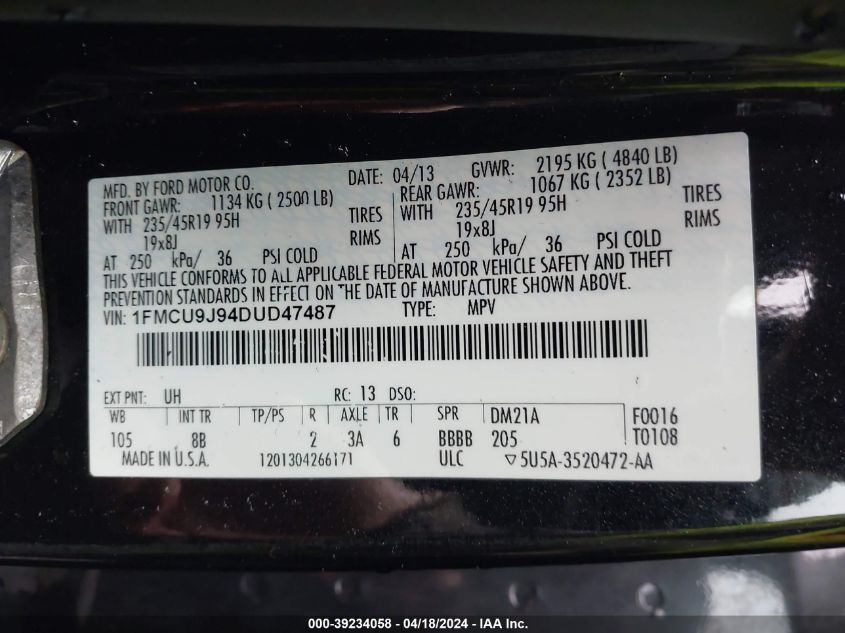 MFD. BY FORD MOTOR CO. DATE: 04/13 GVWR: 2195 KG ( 4840 LB)
FRONT GAWR: 1134 KG ( 2500 LB) REAR GAWR: 1067 KG ( 2352 LB)
WITH 235/45R19 95H TIRES WITH 235/45R19 95H TIRES
19x8J RIMS 19x8J RIMS
AT 250 kPa/ 36 PSI COLD AT 250 kPa/ 36 PSI COLD
THIS VEHICLE CONFORMS TO ALL APPLICABLE FEDERAL MOTOR VEHICLE SAFETY AND THEFT
PREVENTION STANDARDS IN EFFECT ON THE DATE OF MANUFACTURE SHOWN ABOVE.
VIN: 1FMCU9J94DUD47487 TYPE: MPV
EXT PNT: UH RC: 13 DSO:
WB INT TR TP/PS R AXLE TR SPR DM21A F0016
105 8B 2 3A 6 BBBB 205 T0108
MADE IN U.S.A. 1201304266171 ULC ▽5U5A-3520472-AA
000-39234058 - 04/18/2024 - IAA Inc.